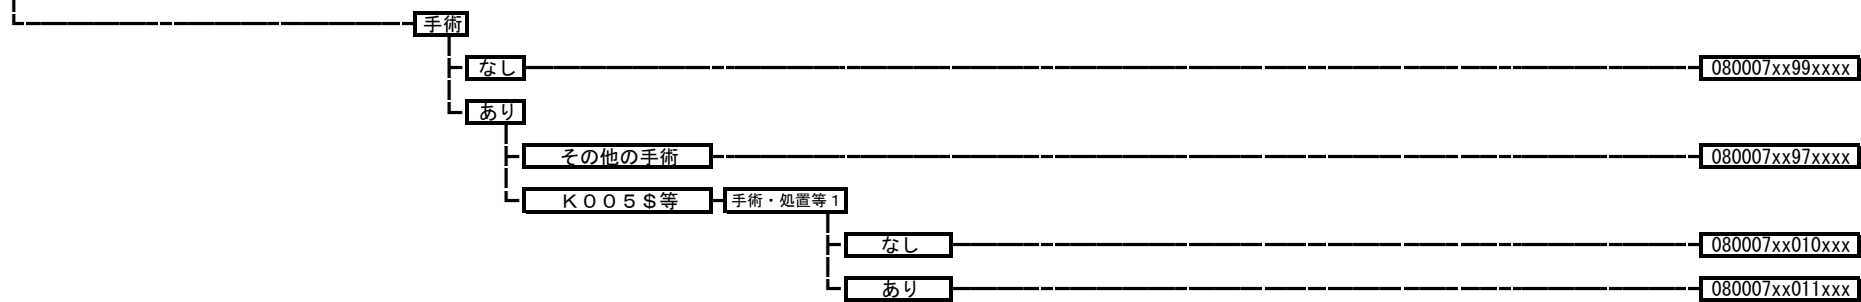 手術
なし 080007xx99xxxx
あり
その他の手術 080007xx97xxxx
K005$等 手術・処置等1
なし 080007xx010xxx
あり 080007xx011xxx